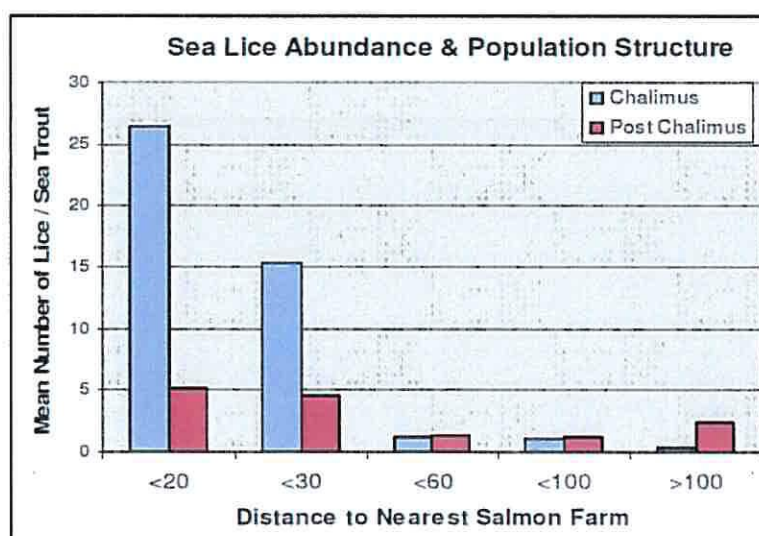 Sea Lice Abundance & Population Structure
Chalimus
Post Chalimus
Mean Number of Lice / Sea Trout
30
25
20
15
10
5
0
<20
<30
<60
<100
>100
Distance to Nearest Salmon Farm